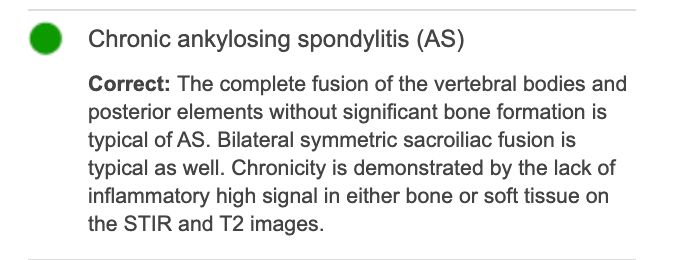 Chronic ankylosing spondylitis (AS)
Correct: The complete fusion of the vertebral bodies and
posterior elements without significant bone formation is
typical of AS. Bilateral symmetric sacroiliac fusion is
typical as well. Chronicity is demonstrated by the lack of
inflammatory high signal in either bone or soft tissue on
the STIR and T2 images.